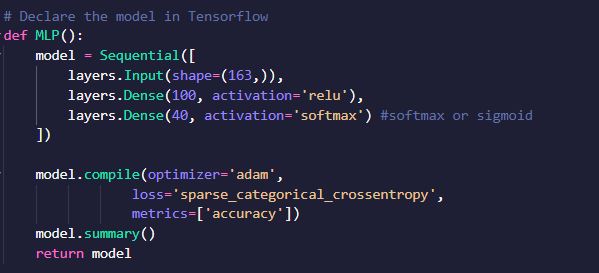 # Declare the model in Tensorflow
def MLP():
    model = Sequential([
        layers.Input(shape=(163,)),
        layers.Dense(100, activation='relu'),
        layers.Dense(40, activation='softmax') #softmax or sigmoid
    ])

    model.compile(optimizer='adam',
                loss='sparse_categorical_crossentropy',
                metrics=['accuracy'])
    model.summary()
    return model